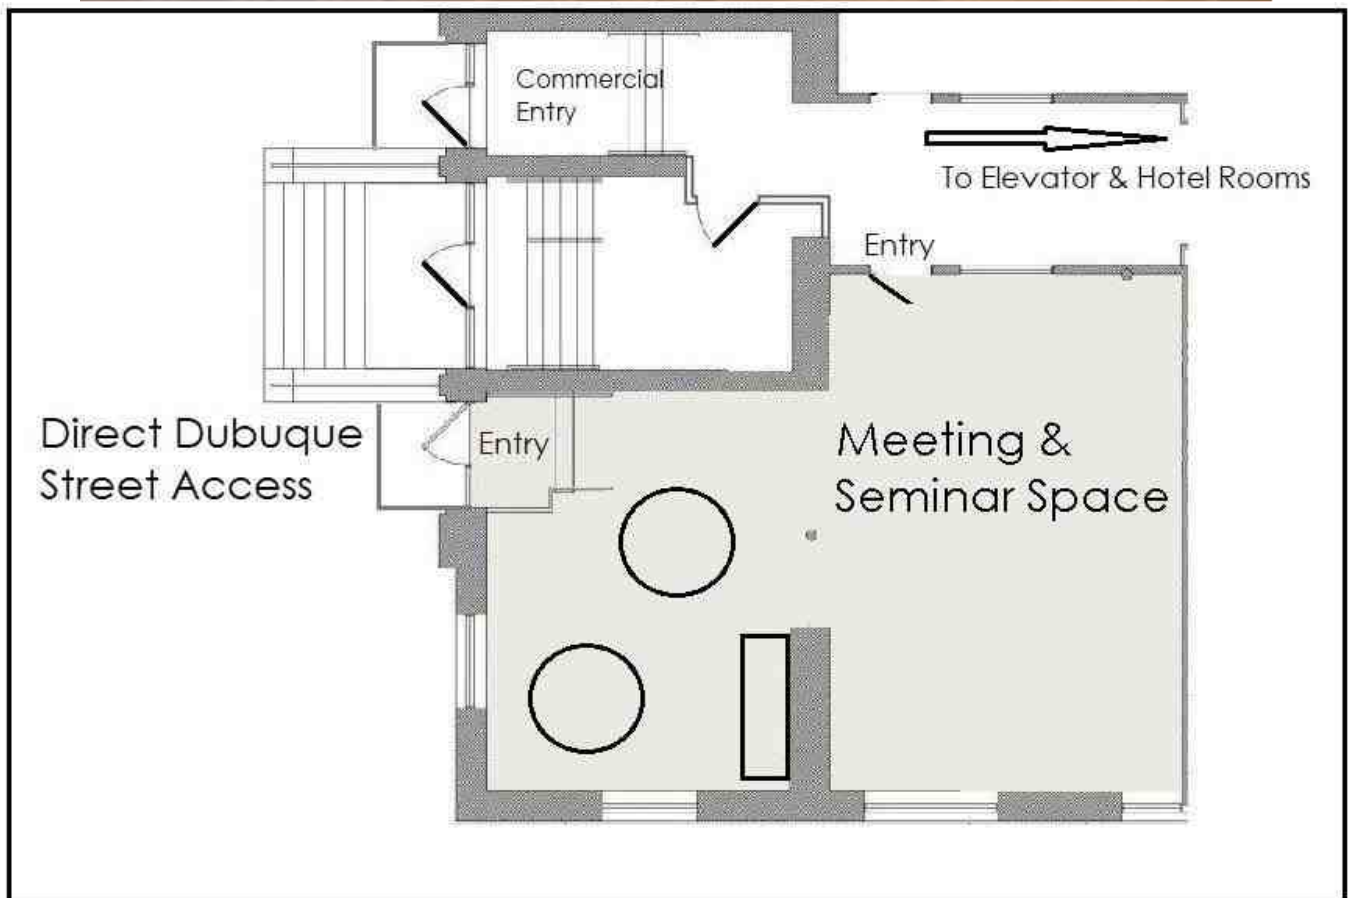 Commercial
Entry
To Elevator & Hotel Rooms
Entry
Direct Dubuque
Street Access
Entry
Meeting &
Seminar Space